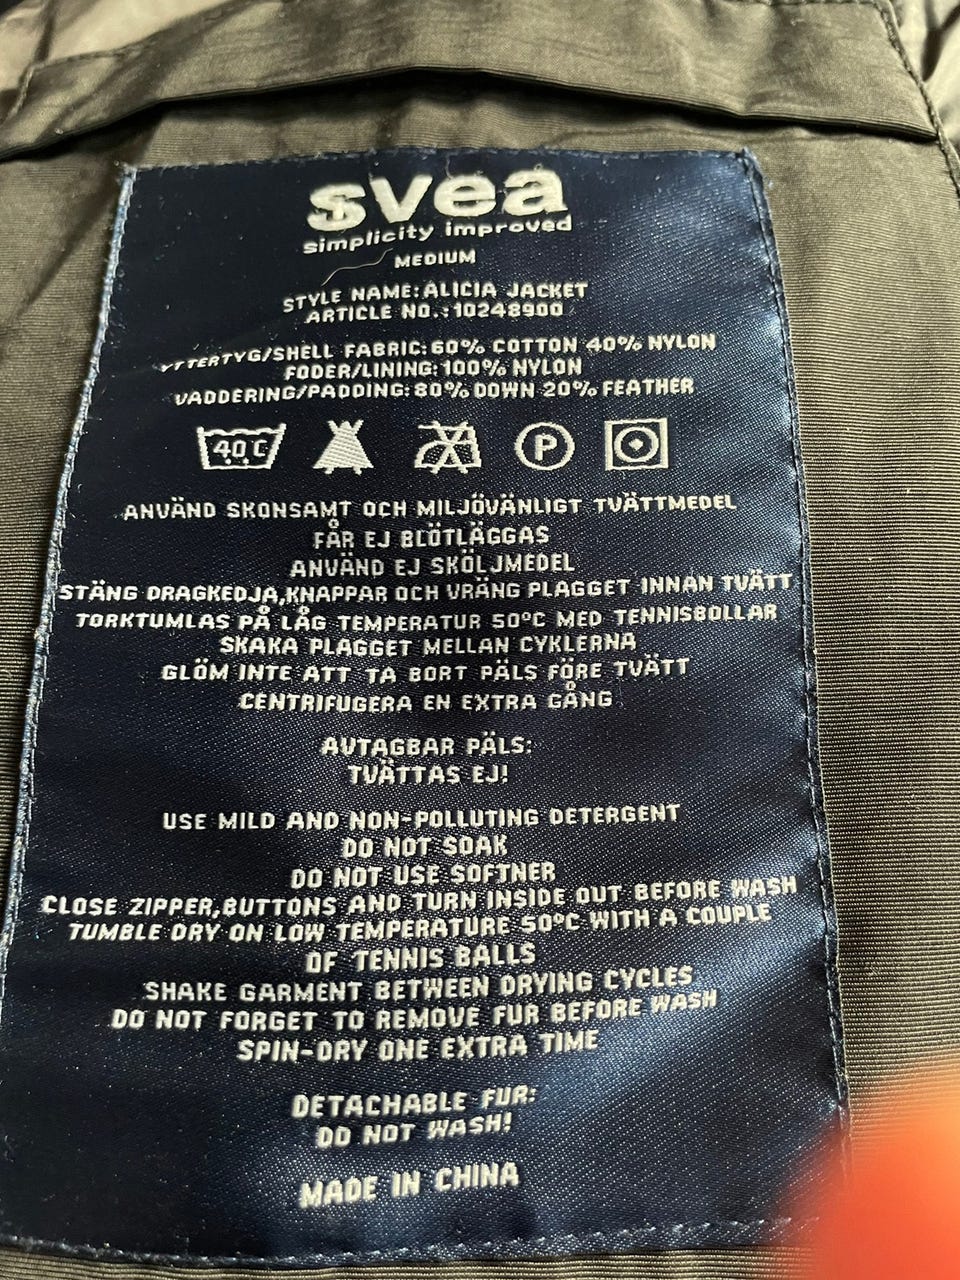 svea
simplicity improved
MEDIUM
STYLE NAME:ALICIA JACKET
ARTICLE NO.:10248900
YTTERTYG/SHELL FABRIC:60% COTTON 40% NYLON
FODER/LINING:100% NYLON
VADDERING/PADDING:80% DOWN 20% FEATHER
40C P
ANVÄND SKONSAMT OCH MILJÖVÄNLIGT TVÄTTMEDEL
FÅR EJ BLÖTLÄGGAS
ANVÄND EJ SKÖLJMEDEL
STÄNG DRAGKEDJA,KNAPPAR OCH VRÄNG PLAGGET INNAN TVÄTT
TORKTUMLAS PÅ LÅG TEMPERATUR 50ºC MED TENNISBOLLAR
SKAKA PLAGGET MELLAN CYKLERNA
GLÖM INTE ATT TA BORT PÄLS FÖRE TVÄTT
CENTRIFUGERA EN EXTRA GÅNG
AVTAGBAR PÄLS:
TVÄTTAS EJ!
USE MILD AND NON-POLLUTING DETERGENT
DO NOT SOAK
DO NOT USE SOFTNER
CLOSE ZIPPER,BUTTONS AND TURN INSIDE OUT BEFORE WASH
TUMBLE DRY ON LOW TEMPERATURE 50ºC WITH A COUPLE
OF TENNIS BALLS
SHAKE GARMENT BETWEEN DRYING CYCLES
DO NOT FORGET TO REMOVE FUR BEFORE WASH
SPIN-DRY ONE EXTRA TIME
DETACHABLE FUR:
DO NOT WASH!
MADE IN CHINA